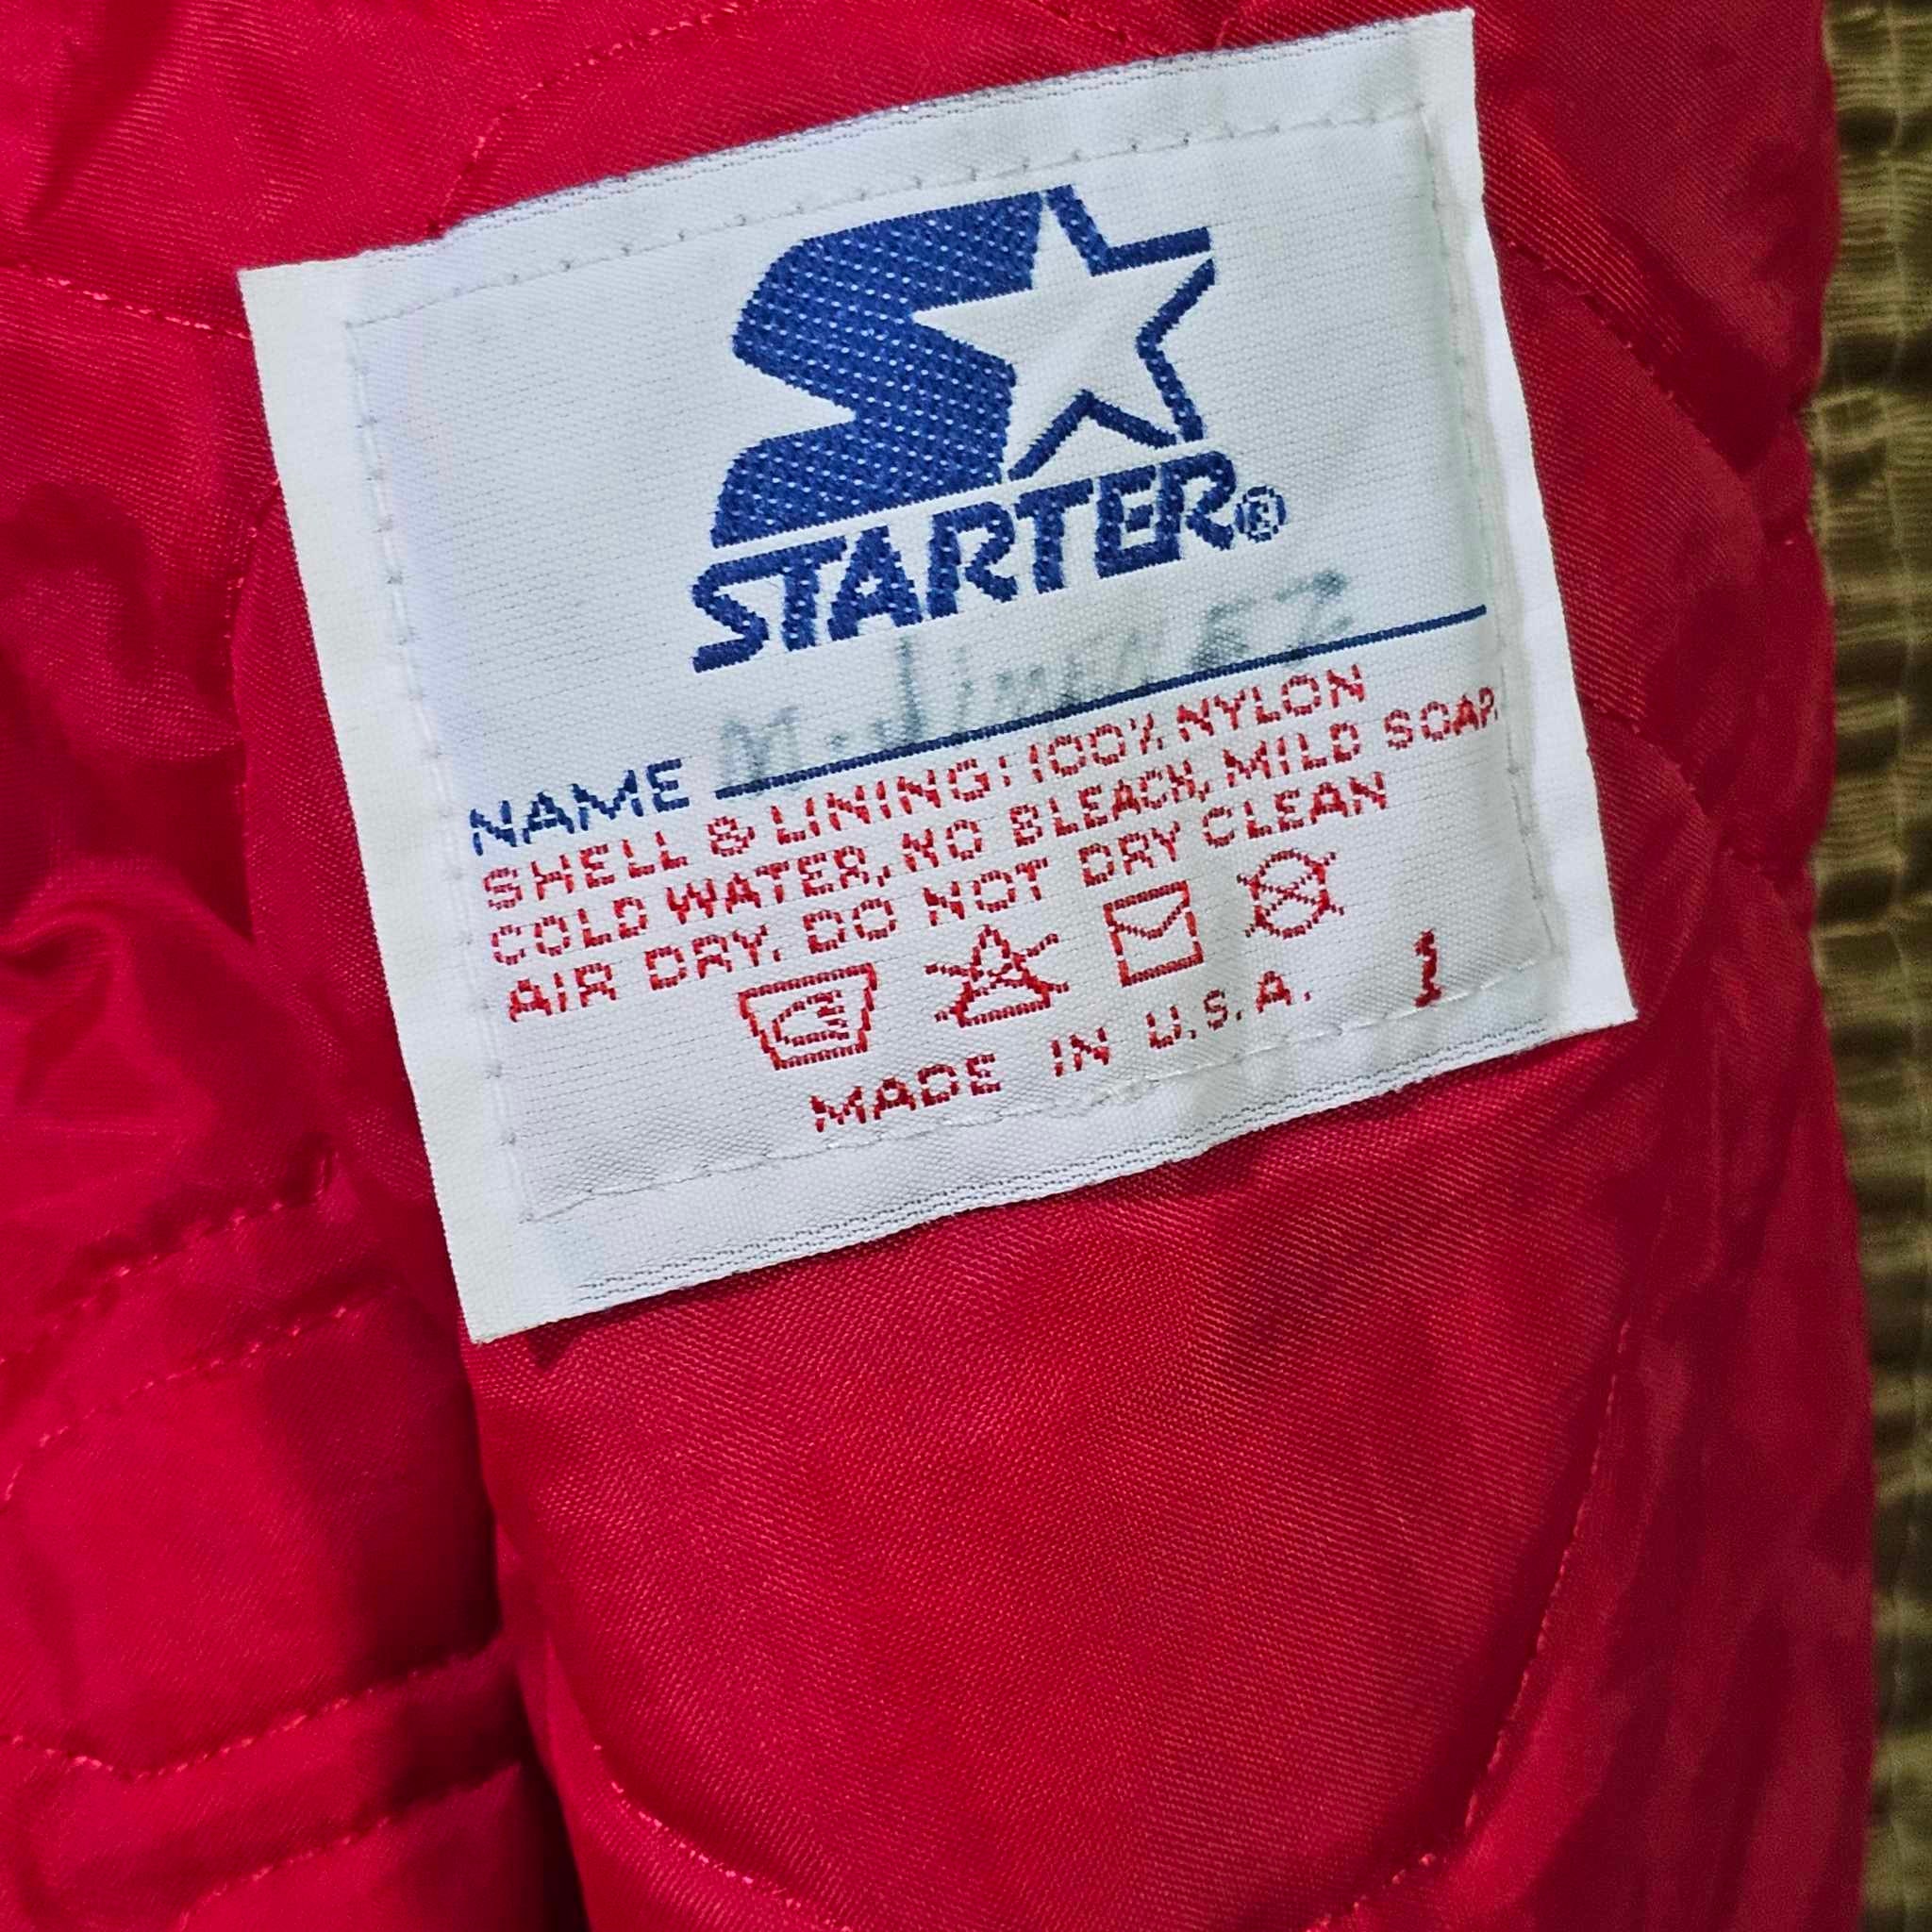 STARTER®
NAME M. Jimenez
SHELL & LINING: 100% NYLON
COLD WATER, NO BLEACH, MILD SOAP.
AIR DRY. DO NOT DRY CLEAN
MADE IN U.S.A. 1